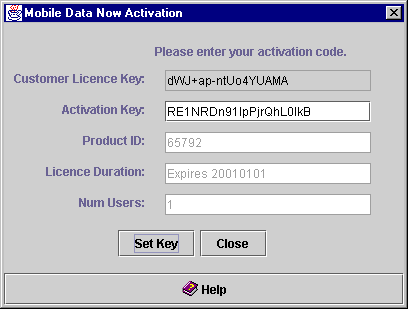 Mobile Data Now Activation
Please enter your activation code.
Customer Licence Key: dWJ+ap-ntUo4YUAMA
Activation Key: RE1NRDn91IpPjrQhL0IkB
Product ID: 65792
Licence Duration: Expires 20010101
Num Users: 1
Set Key Close
Help